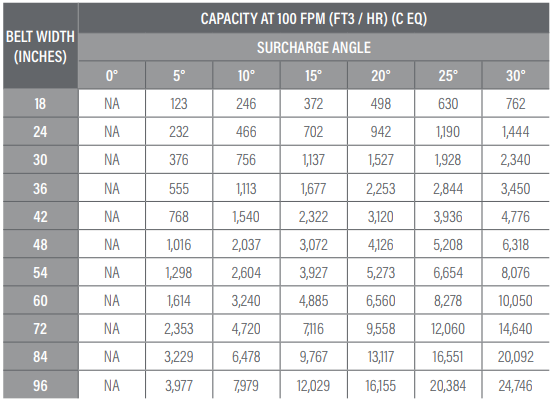 CAPACITY AT 100 FPM (FT3 / HR) (C EQ)
BELT WIDTH
(INCHES)
SURCHARGE ANGLE
0° 5° 10° 15° 20° 25° 30°
18 NA 123 246 372 498 630 762
24 NA 232 466 702 942 1,190 1,444
30 NA 376 756 1,137 1,527 1,928 2,340
36 NA 555 1,113 1,677 2,253 2,844 3,450
42 NA 768 1,540 2,322 3,120 3,936 4,776
48 NA 1,016 2,037 3,072 4,126 5,208 6,318
54 NA 1,298 2,604 3,927 5,273 6,654 8,076
60 NA 1,614 3,240 4,885 6,560 8,278 10,050
72 NA 2,353 4,720 7,116 9,558 12,060 14,640
84 NA 3,229 6,478 9,767 13,117 16,551 20,092
96 NA 3,977 7,979 12,029 16,155 20,384 24,746